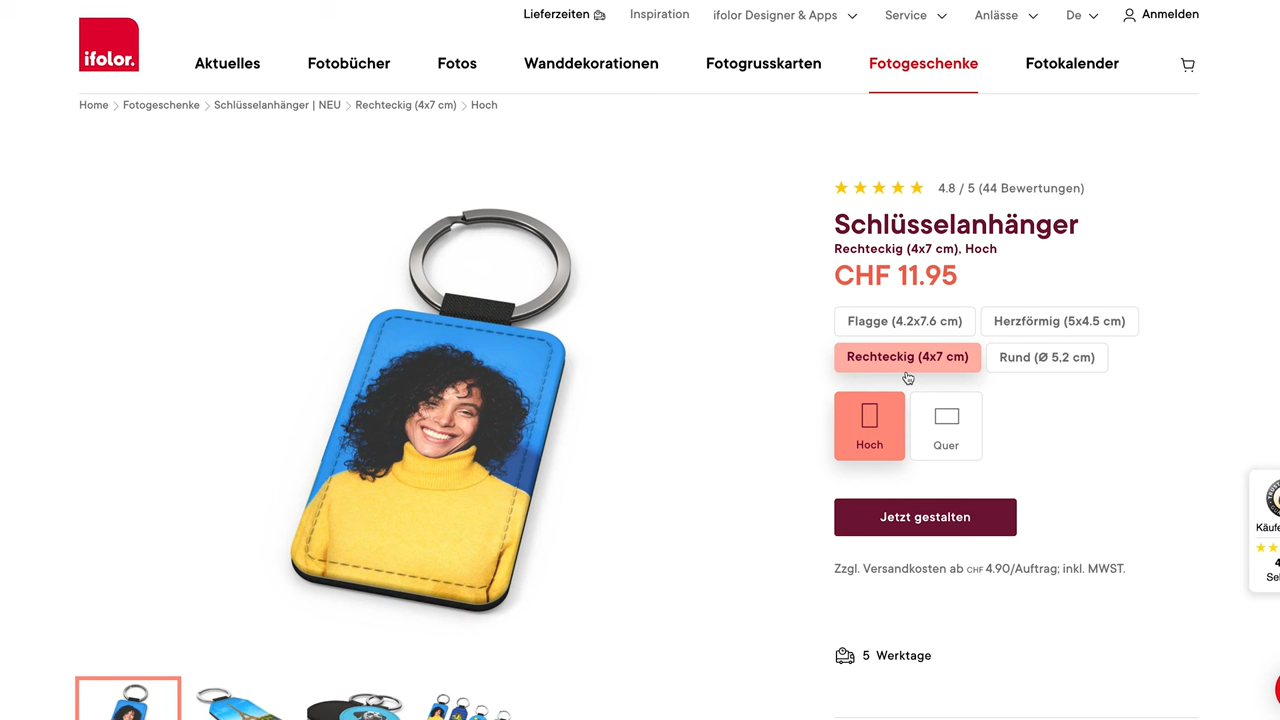 Lieferzeiten Inspiration ifolor Designer & Apps Service Anlässe De Anmelden
ifolor.
Aktuelles Fotobücher Fotos Wanddekorationen Fotogrusskarten Fotogeschenke Fotokalender
Home > Fotogeschenke > Schlüsselanhänger | NEU > Rechteckig (4x7 cm) > Hoch
4.8 / 5 (44 Bewertungen)
Schlüsselanhänger
Rechteckig (4x7 cm), Hoch
CHF 11.95
Flagge (4.2x7.6 cm) Herzförmig (5x4.5 cm)
Rechteckig (4x7 cm) Rund (Ø 5,2 cm)
Hoch Quer
Jetzt gestalten
Zzgl. Versandkosten ab CHF 4.90/Auftrag; inkl. MWST.
5 Werktage